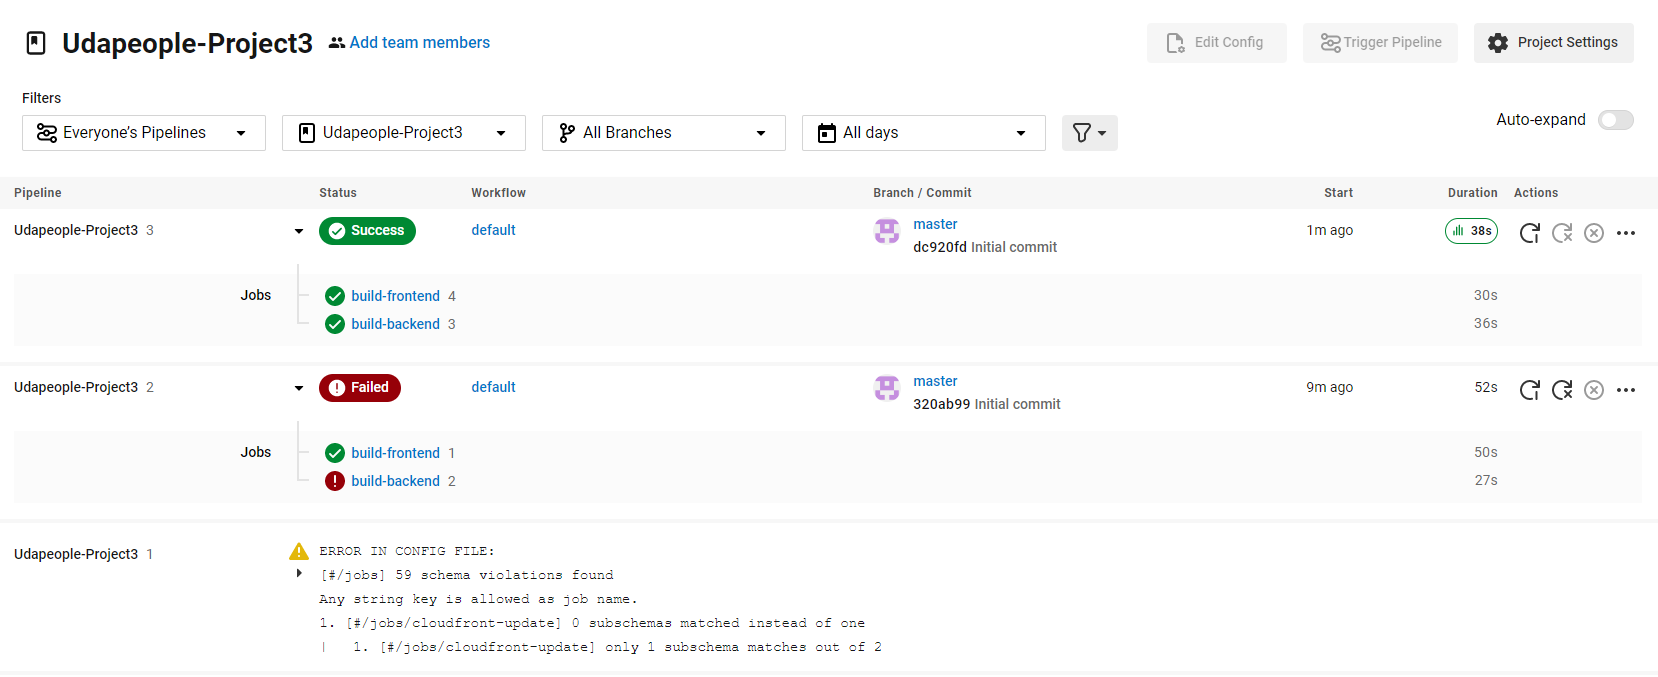 Udapeople-Project3 Add team members Edit Config Trigger Pipeline Project Settings
Filters
Everyone's Pipelines Udapeople-Project3 All Branches All days Auto-expand
Pipeline Status Workflow Branch / Commit Start Duration Actions
Udapeople-Project3 3 Success default master 1m ago 38s
dc920fd Initial commit
Jobs build-frontend 4 30s
build-backend 3 36s
Udapeople-Project3 2 Failed default master 9m ago 52s
320ab99 Initial commit
Jobs build-frontend 1 50s
build-backend 2 27s
Udapeople-Project3 1 ERROR IN CONFIG FILE:
[#/jobs] 59 schema violations found
Any string key is allowed as job name.
1. [#/jobs/cloudfront-update] 0 subschemas matched instead of one
| 1. [#/jobs/cloudfront-update] only 1 subschema matches out of 2